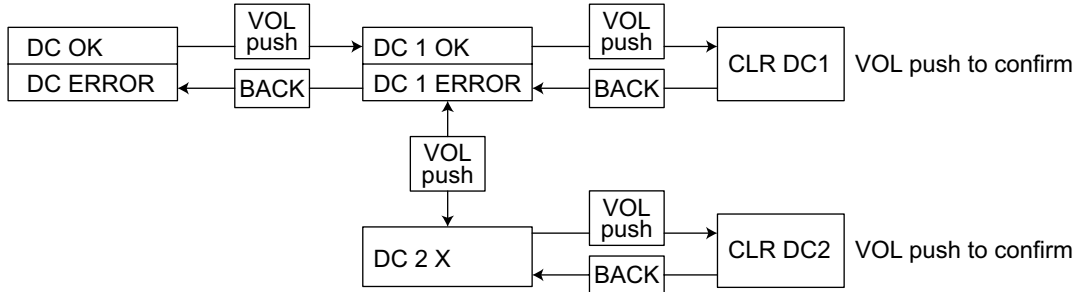 VOL
push
VOL
push
DC OK
DC 1 OK
CLR DC1
VOL push to confirm
DC ERROR
BACK
DC 1 ERROR
BACK
VOL
push
VOL
push
DC 2 X
CLR DC2
VOL push to confirm
BACK